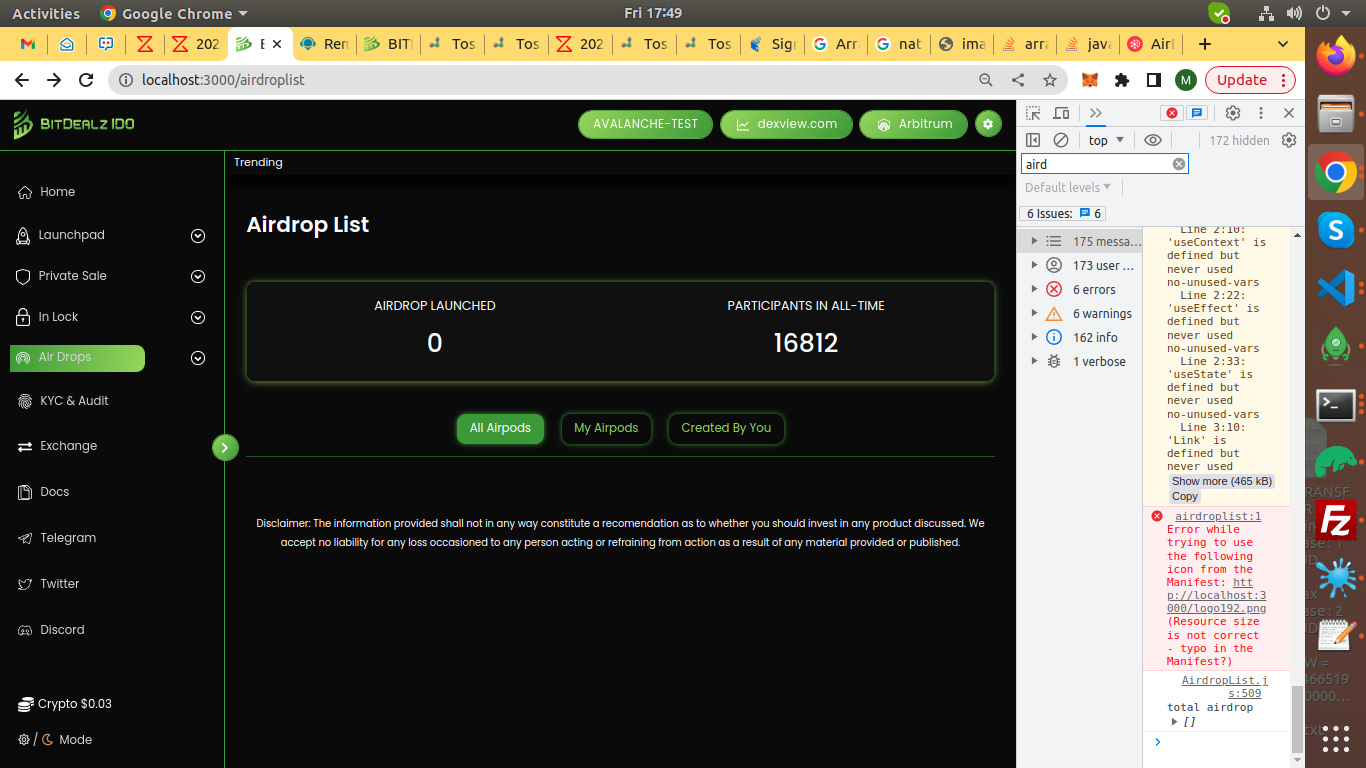 Activities
Google Chrome
Fri 17:49
202
E
Ren
BIT
Tos
Tos
202
Tos
Tos
Sign
Arra
nat
ima
arra
java
Air
localhost:3000/airdroplist
M
Update
BITDEALZ IDO
AVALANCHE-TEST
dexview.com
Arbitrum
Trending
Home
Launchpad
Private Sale
In Lock
Air Drops
KYC & Audit
Exchange
Docs
Telegram
Twitter
Discord
Crypto $0.03
/ Mode
Airdrop List
AIRDROP LAUNCHED
PARTICIPANTS IN ALL-TIME
0
16812
All Airpods
My Airpods
Created By You
Disclaimer: The information provided shall not in any way constitute a recomendation as to whether you should invest in any product discussed. We
accept no liability for any loss occasioned to any person acting or refraining from action as a result of any material provided or published.
top
172 hidden
aird
Default levels
6 Issues: 6
175 messa...
173 user ...
6 errors
6 warnings
162 info
1 verbose
Line 2:10:
'useContext' is
defined but
never used
no-unused-vars
Line 2:22:
'useEffect' is
defined but
never used
no-unused-vars
Line 2:33:
'useState' is
defined but
never used
no-unused-vars
Line 3:10:
'Link' is
defined but
never used
Show more (465 kB)
Copy
airdroplist:1
Error while
trying to use
the following
icon from the
Manifest: htt
p://localhost:3
000/logo192.png
(Resource size
is not correct
- typo in the
Manifest?)
AirdropList.j
s:509
total airdrop
[]